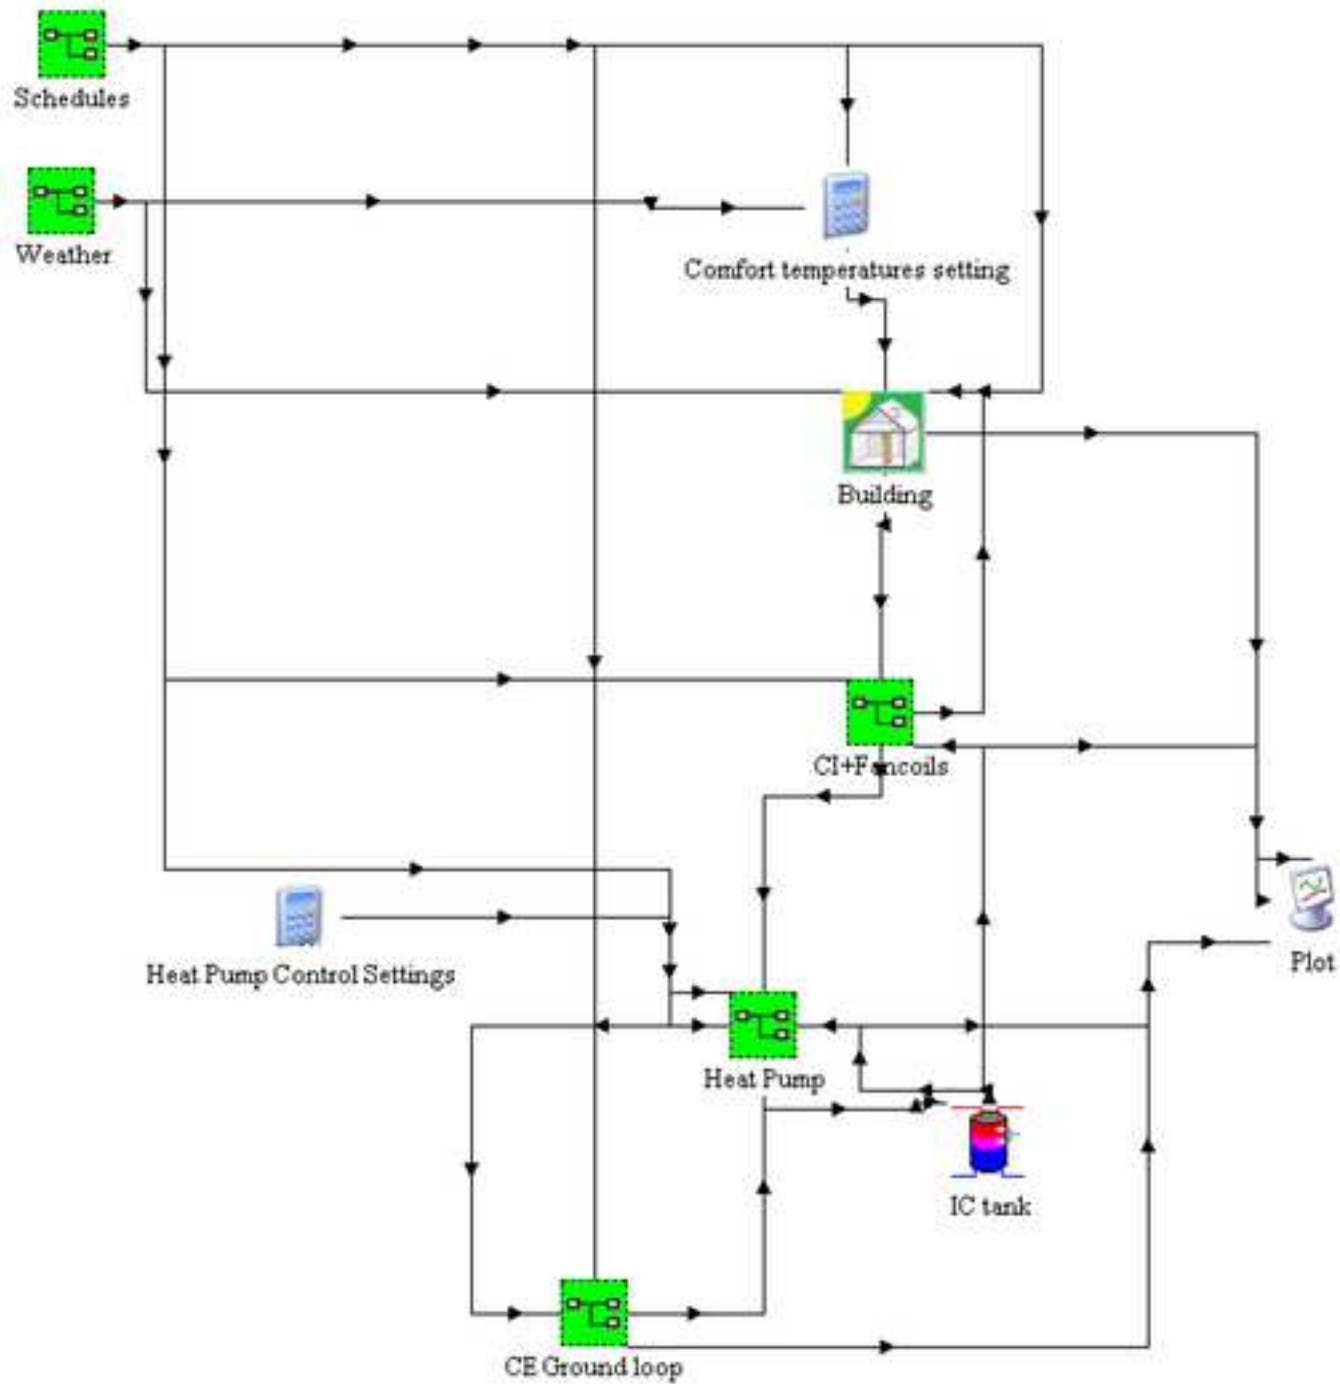 Schedules
Weather
Comfort temperatures setting
Building
CI+Fancoils
Heat Pump Control Settings
Plot
Heat Pump
IC tank
CE Ground loop